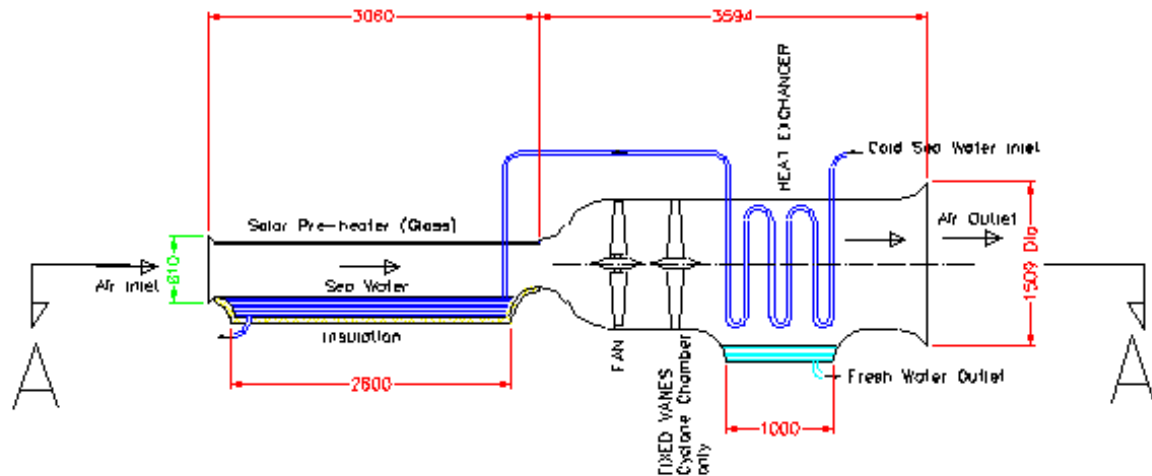 3060
3594
HEAT EXCHANGER
Cold Sea Water Inlet
Solar Pre-heater (Glass)
Air Outlet
610
Air Inlet
Sea Water
1509 Dia
Insulation
A
A
2600
FAN
FIXED VANES
Cyclone Chamber
only
Fresh Water Outlet
1000